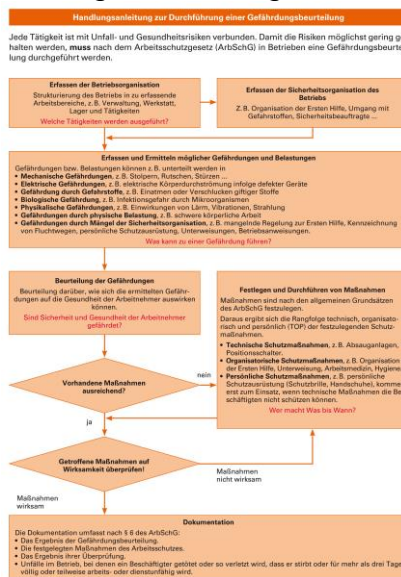 Handlungsanleitung zur Durchführung einer Gefährdungsbeurteilung
Jede Tätigkeit ist mit Unfall- und Gesundheitsrisiken verbunden. Damit die Risiken möglichst gering ge
halten werden, muss nach dem Arbeitsschutzgesetz (ArbSchG) in Betrieben eine Gefährdungsbeurte
lung durchgeführt werden.
Erfassen der Betriebsorganisation
Strukturierung des Betriebs in zu erfassende
Arbeitsbereiche, z.B. Verwaltung, Werkstatt,
Lager und Tätigkeiten
Welche Tätigkeiten werden ausgeführt?
Erfassen der Sicherheitsorganisation des
Betriebs
Z.B. Organisation der Ersten Hilfe, Umgang mit
Gefahrstoffen, Sicherheitsbeauftragte ...
Erfassen und Ermitteln möglicher Gefährdungen und Belastungen
Gefährdungen bzw. Belastungen können z.B. unterteilt werden in
• Mechanische Gefährdungen, z.B. Stolpern, Rutschen, Stürzen ...
• Elektrische Gefährdungen, z.B. elektrische Körperdurchströmung infolge defekter Geräte
• Gefährdung durch Gefahrstoffe, z.B. Einatmen oder Verschlucken giftiger Stoffe
• Biologische Gefährdung, z.B. Infektionsgefahr durch Mikroorganismen
• Physikalische Gefährdungen, z.B. Einwirkungen von Lärm, Vibrationen, Strahlung
• Gefährdungen durch physische Belastung, z.B. schwere körperliche Arbeit
• Gefährdungen durch Mängel der Sicherheitsorganisation, z.B. mangelnde Regelung zur Ersten Hilfe, Kennzeichnung
von Fluchtwegen, persönliche Schutzausrüstung, Unterweisungen, Betriebsanweisungen.
Was kann zu einer Gefährdung führen?
Beurteilung der Gefährdungen
Beurteilung darüber, wie sich die ermittelten Gefähr-
dungen auf die Gesundheit der Arbeitnehmer auswirken
können.
Sind Sicherheit und Gesundheit der Arbeitnehmer
gefährdet?
Festlegen und Durchführen von Maßnahmen
Maßnahmen sind nach den allgemeinen Grundsätzen
des ArbSchG festzulegen.
Daraus ergibt sich die Rangfolge technisch, organisato-
risch und persönlich (TOP) der festzulegenden Schutz-
maßnahmen.
• Technische Schutzmaßnahmen, z.B. Absauganlagen,
Positionsschalter.
• Organisatorische Schutzmaßnahmen, z.B. Organisation
der Ersten Hilfe, Unterweisung, Arbeitsmedizin, Hygiene.
• Persönliche Schutzmaßnahmen, z.B. persönliche
Schutzausrüstung (Schutzbrille, Handschuhe), komme
erst zum Einsatz, wenn technische Maßnahmen die Be
schäftigten nicht schützen können.
Wer macht Was bis Wann?
Vorhandene Maßnahmen
ausreichend?
nein
ja
Getroffene Maßnahmen auf
Wirksamkeit überprüfen!
Maßnahmen
nicht wirksam
Maßnahmen
wirksam
Dokumentation
Die Dokumentation umfasst nach § 6 des ArbSchG:
• Das Ergebnis der Gefährdungsbeurteilung.
• Die festgelegten Maßnahmen des Arbeitsschutzes.
• Das Ergebnis ihrer Überprüfung.
• Unfälle im Betrieb, bei denen ein Beschäftigter getötet oder so verletzt wird, dass er stirbt oder für mehr als drei Tage
völlig oder teilweise arbeits- oder dienstunfähig wird.